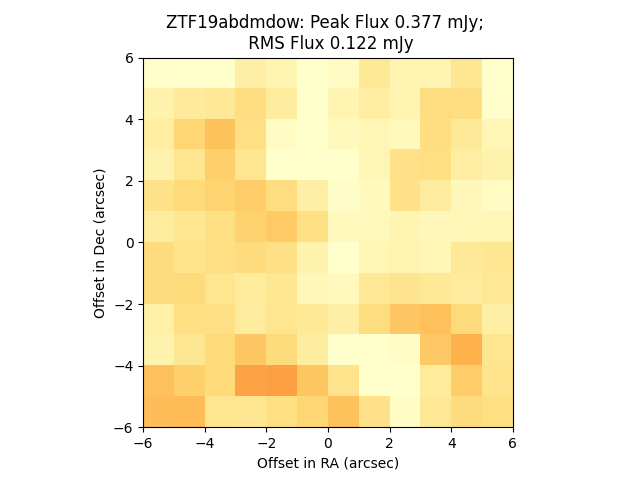 ZTF19abdmdow: Peak Flux 0.377 mJy;
RMS Flux 0.122 mJy
6
4
2
0
−2
−4
−6
Offset in Dec (arcsec)
−6 −4 −2 0 2 4 6
Offset in RA (arcsec)